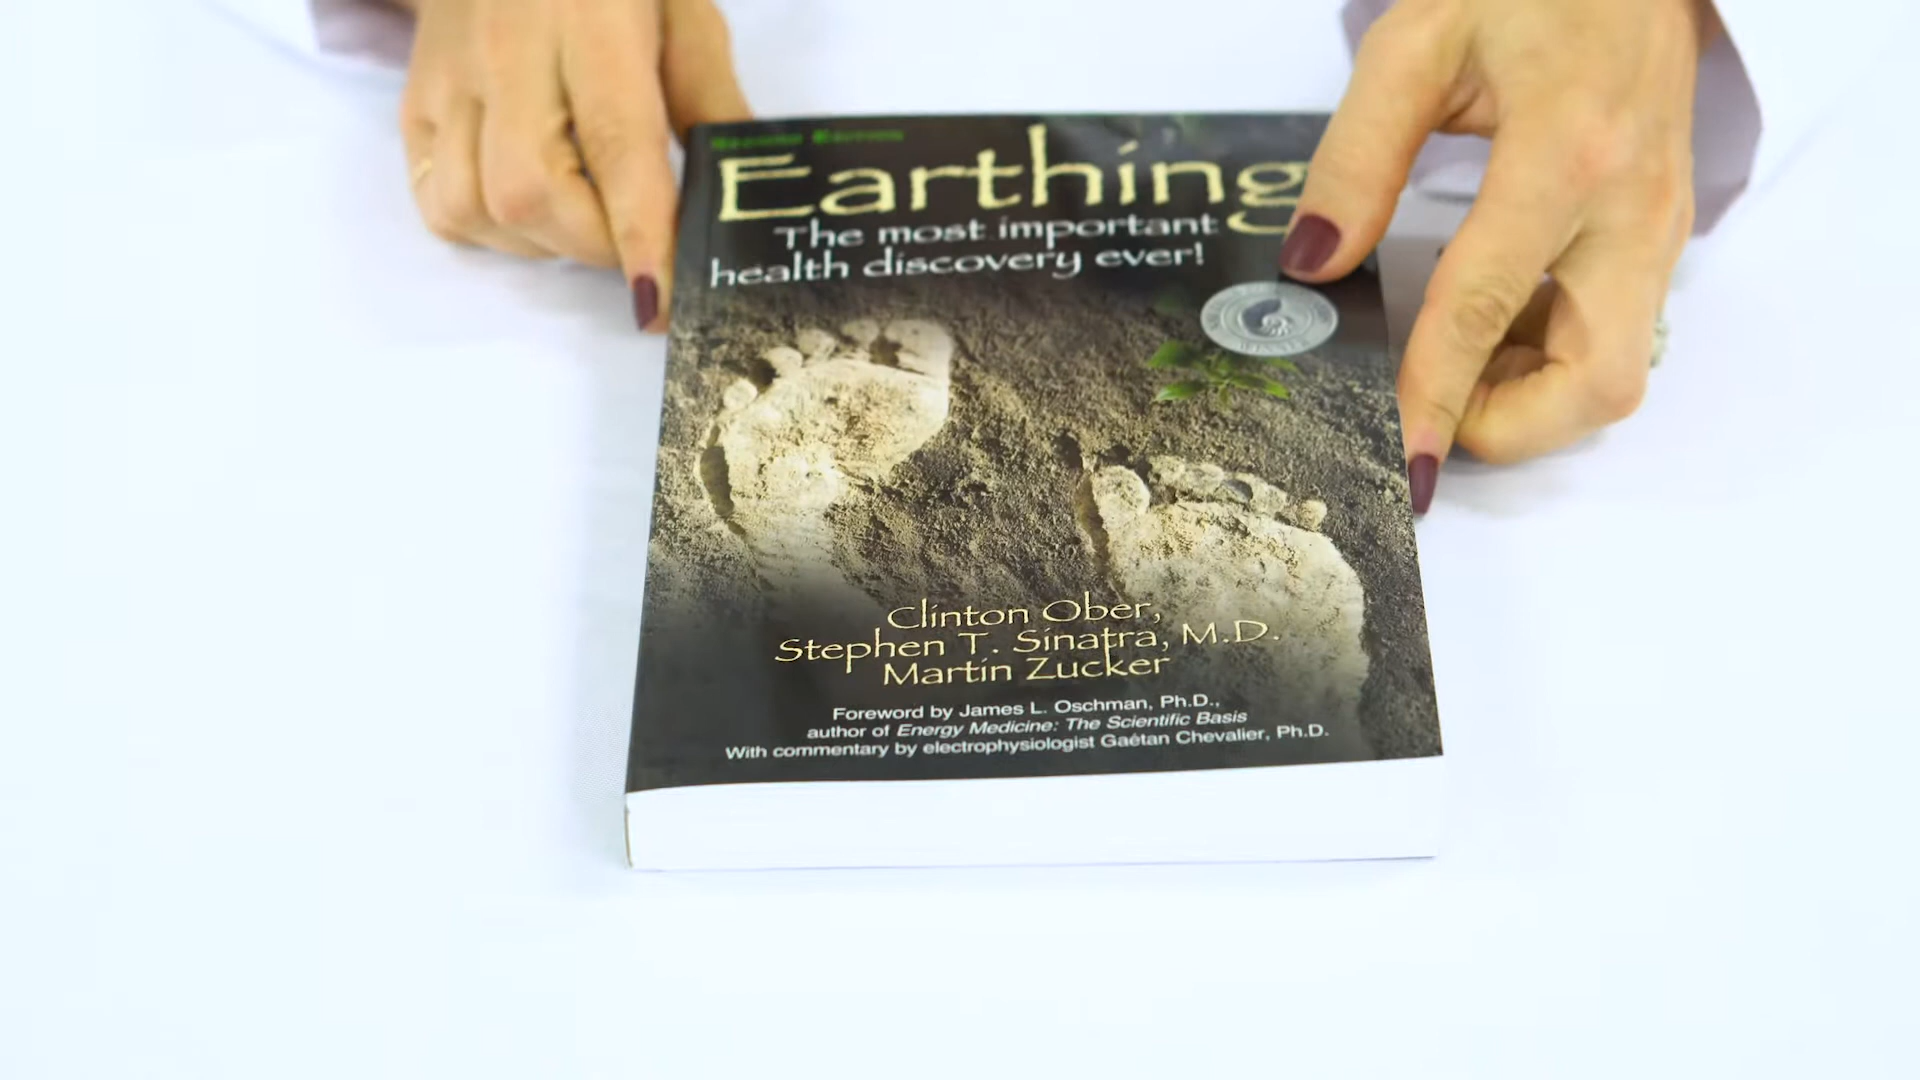 Second Edition
Earthing
The most important
health discovery ever!
WINNER
Clinton Ober,
Stephen T. Sinatra, M.D.
Martin Zucker
Foreword by James L. Oschman, Ph.D.,
author of Energy Medicine: The Scientific Basis
With commentary by electrophysiologist Gaétan Chevalier, Ph.D.